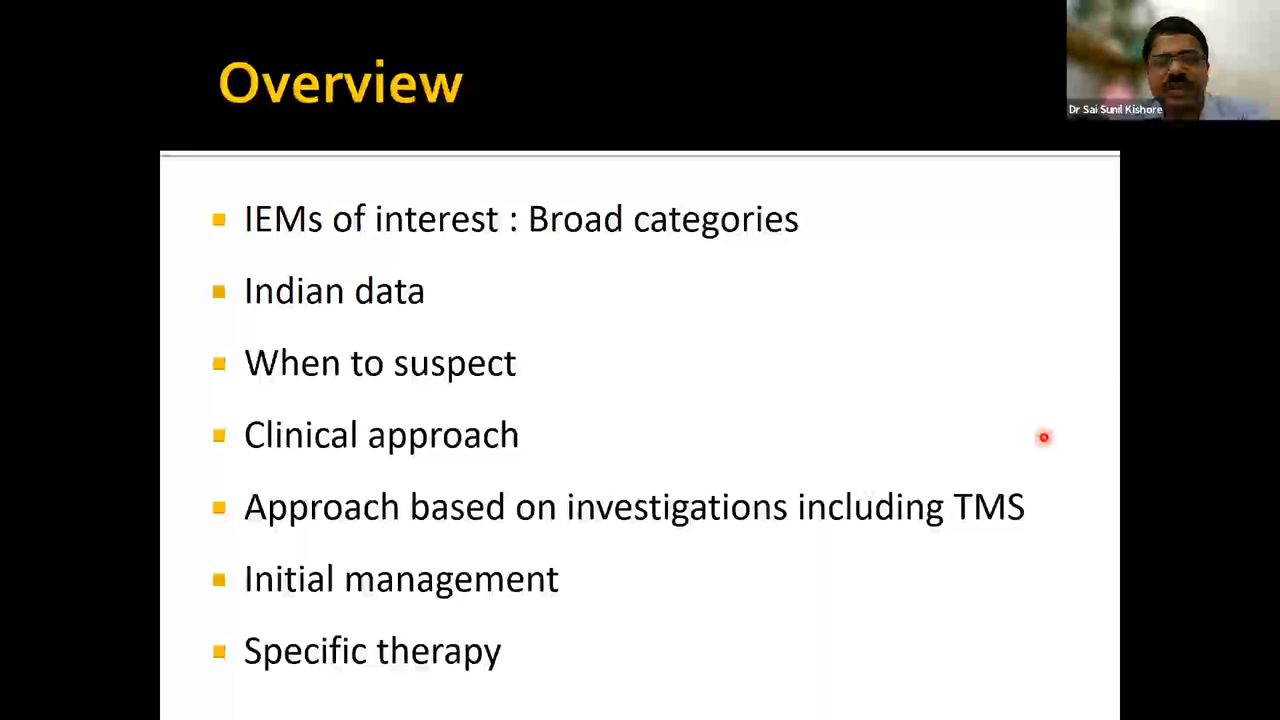 Overview
Dr Sai Sunil Kishore
IEMs of interest : Broad categories
Indian data
When to suspect
Clinical approach
Approach based on investigations including TMS
Initial management
Specific therapy